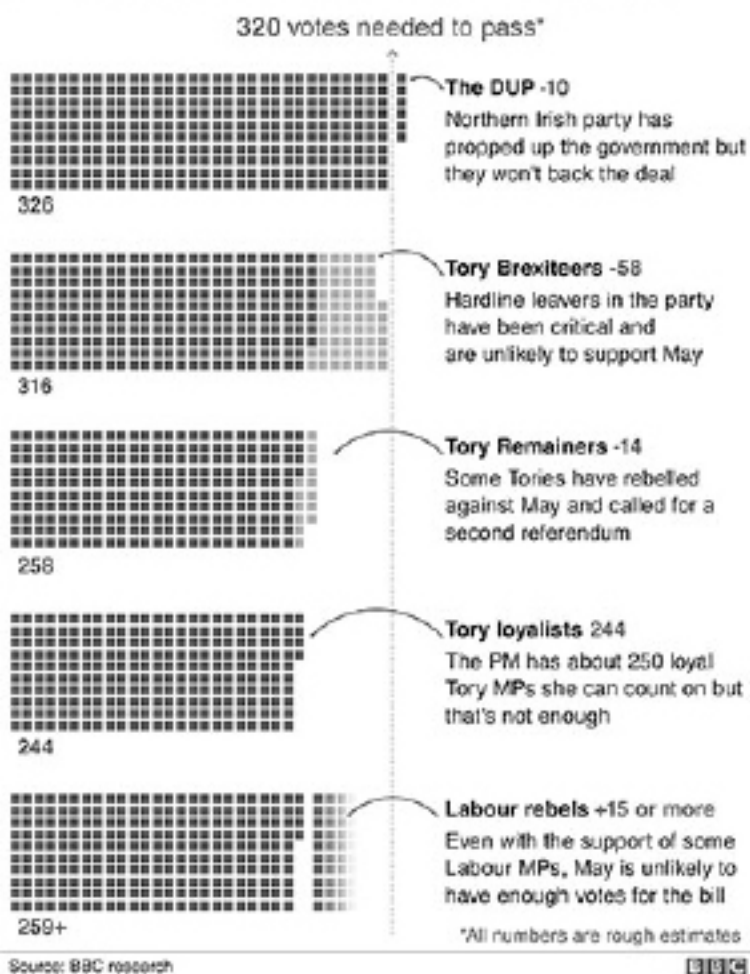 320 votes needed to pass*
The DUP -10
Northern Irish party has
propped up the government but
they won't back the deal
326
Tory Brexiteers -58
Hardline leavers in the party
have been critical and
are unlikely to support May
316
Tory Remainers -14
Some Tories have rebelled
against May and called for a
second referendum
258
Tory loyalists 244
The PM has about 250 loyal
Tory MPs she can count on but
that's not enough
244
Labour rebels +15 or more
Even with the support of some
Labour MPs, May is unlikely to
have enough votes for the bill
259+
*All numbers are rough estimates
Source: BBC research
BBC